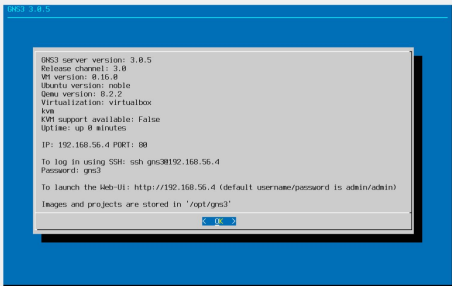 GNS3 3.0.5
GNS3 server version: 3.0.5
Release channel: 3.0
VM version: 0.16.0
Ubuntu version: noble
Qemu version: 8.2.2
Virtualization: virtualbox
kvm
KVM support available: False
Uptime: up 0 minutes
IP: 192.168.56.4 PORT: 80
To log in using SSH: ssh gns3@192.168.56.4
Password: gns3
To launch the Web-Ui: http://192.168.56.4 (default username/password is admin/admin)
Images and projects are stored in '/opt/gns3'
< OK >